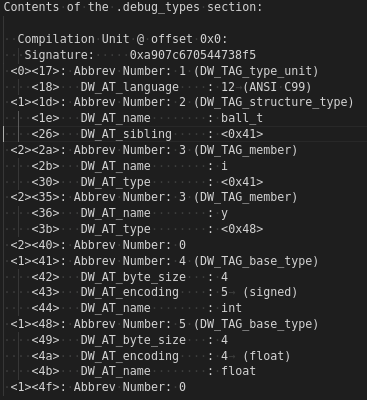 Contents of the .debug_types section:
Compilation Unit @ offset 0x0:
Signature: 0xa907c670544738f5
<0><17>: Abbrev Number: 1 (DW_TAG_type_unit)
<18> DW_AT_language : 12 (ANSI C99)
<1><1d>: Abbrev Number: 2 (DW_TAG_structure_type)
<1e> DW_AT_name : ball_t
<26> DW_AT_sibling : <0x41>
<2><2a>: Abbrev Number: 3 (DW_TAG_member)
<2b> DW_AT_name : i
<30> DW_AT_type : <0x41>
<2><35>: Abbrev Number: 3 (DW_TAG_member)
<36> DW_AT_name : y
<3b> DW_AT_type : <0x48>
<2><40>: Abbrev Number: 0
<1><41>: Abbrev Number: 4 (DW_TAG_base_type)
<42> DW_AT_byte_size : 4
<43> DW_AT_encoding : 5 (signed)
<44> DW_AT_name : int
<1><48>: Abbrev Number: 5 (DW_TAG_base_type)
<49> DW_AT_byte_size : 4
<4a> DW_AT_encoding : 4 (float)
<4b> DW_AT_name : float
<1><4f>: Abbrev Number: 0